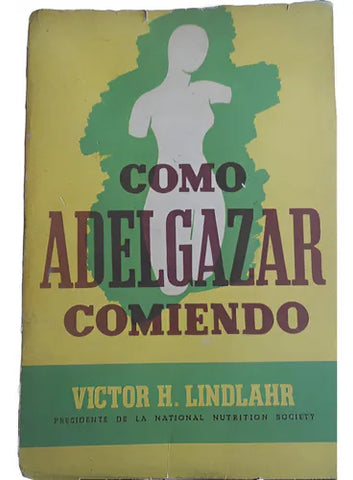 COMO
ADELGAZAR
COMIENDO
VICTOR H. LINDLAHR
PRESIDENTE DE LA NATIONAL NUTRITION SOCIETY